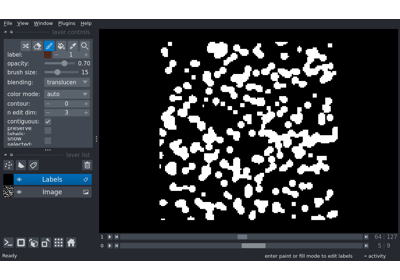 File View Window Plugins Help
layer controls
label: 1
opacity: 0.70
brush size: 15
blending: translucen
color mode: auto
contour: 0
n edit dim: 3
contiguous:
preserve labels:
show selected:
layer list
Labels
Image
1 64 127
0 5 9
Ready enter paint or fill mode to edit labels activity